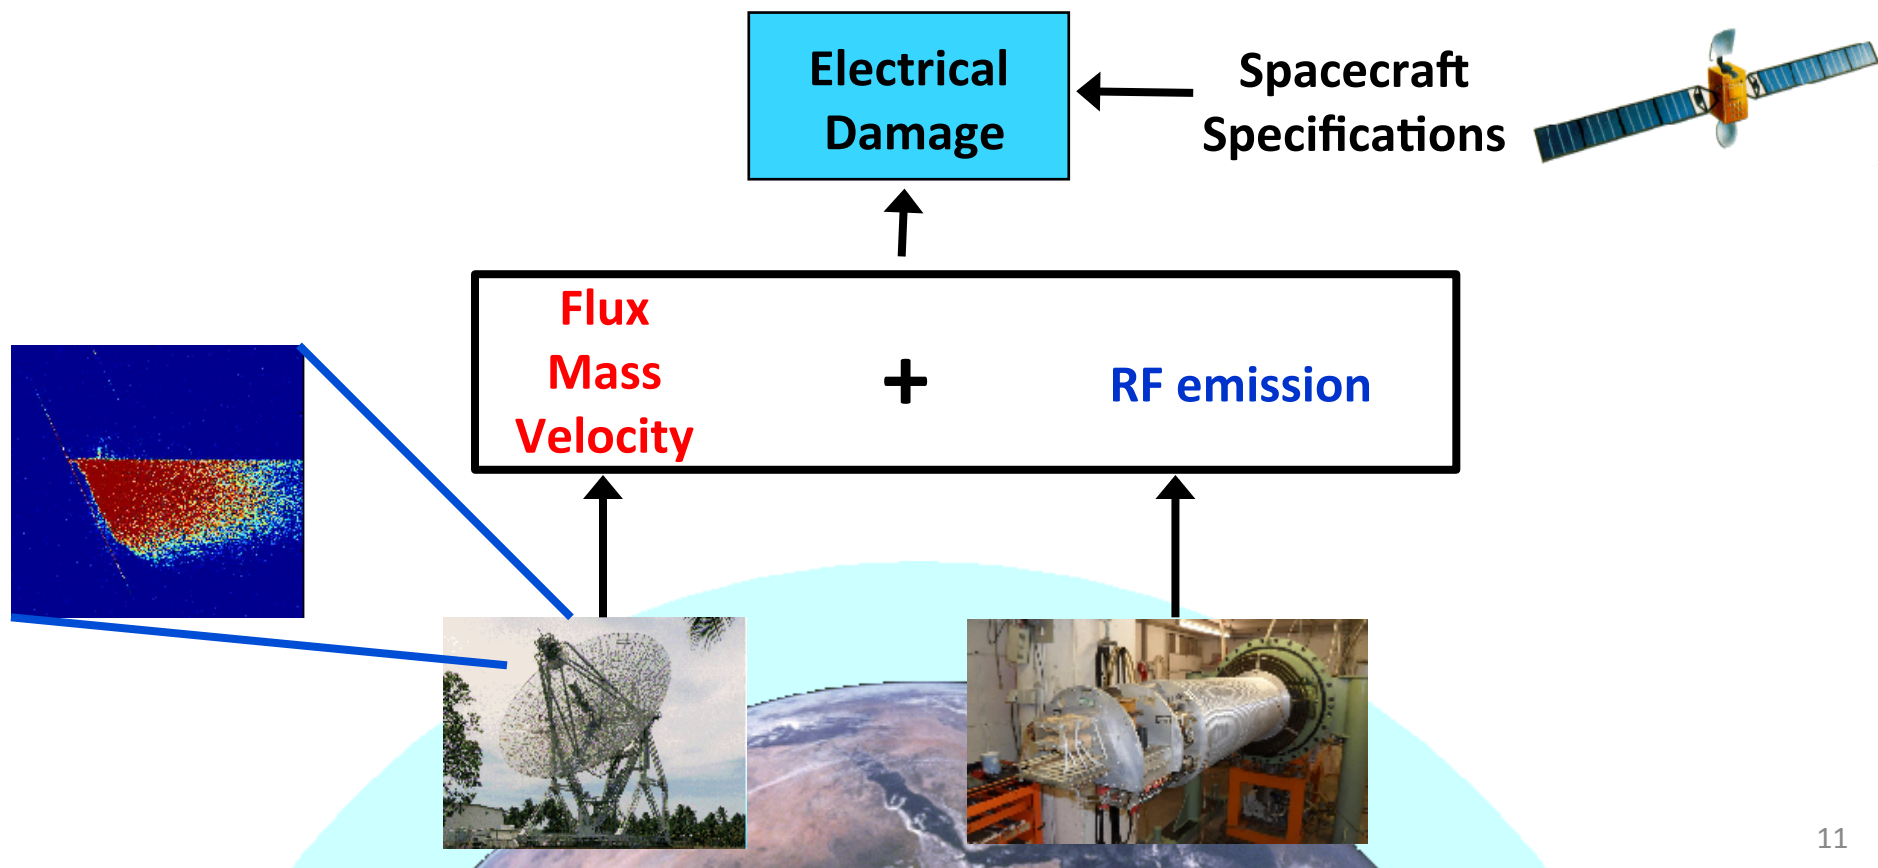 Electrical
Damage
Spacecraft
Specifications
Flux
Mass
Velocity
+
RF emission
11